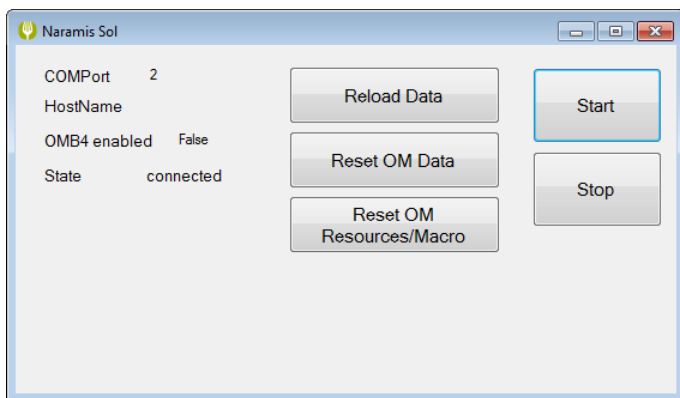 Naramis Sol
COMPort 2
HostName
OMB4 enabled False
State connected
Reload Data
Reset OM Data
Reset OM
Resources/Macro
Start
Stop